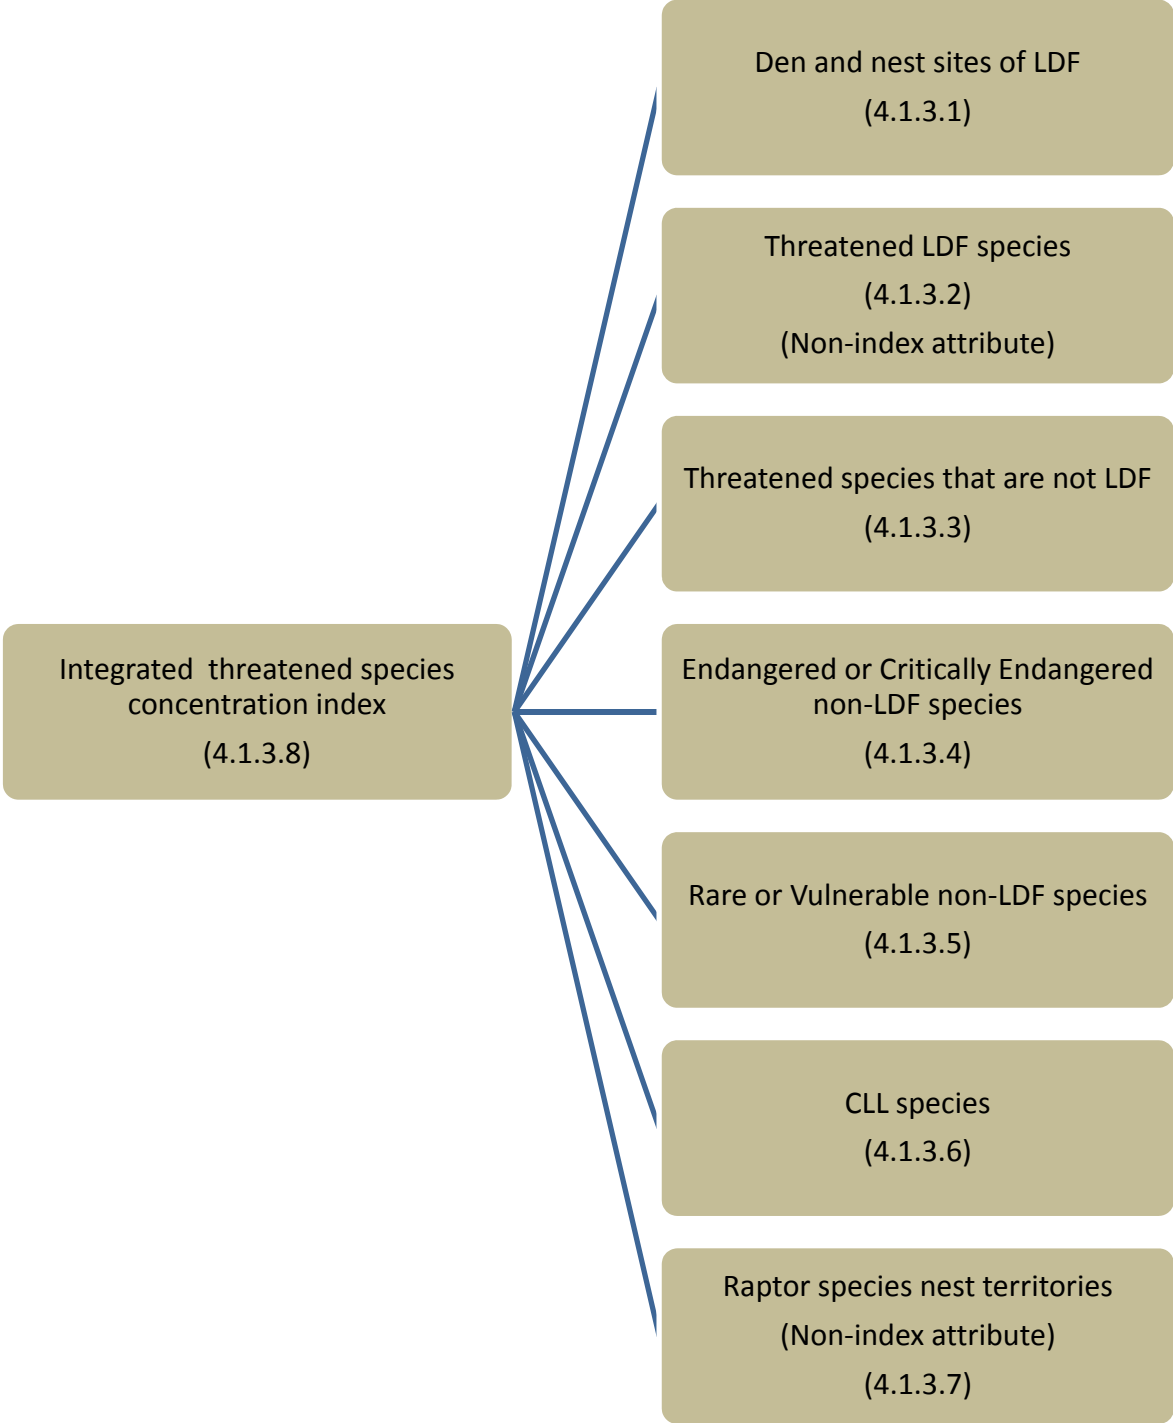 Den and nest sites of LDF
(4.1.3.1)
Threatened LDF species
(4.1.3.2)
(Non-index attribute)
Threatened species that are not LDF
(4.1.3.3)
Integrated  threatened species
concentration index
(4.1.3.8)
Endangered or Critically Endangered
non-LDF species
(4.1.3.4)
Rare or Vulnerable non-LDF species
(4.1.3.5)
CLL species
(4.1.3.6)
Raptor species nest territories
(Non-index attribute)
(4.1.3.7)